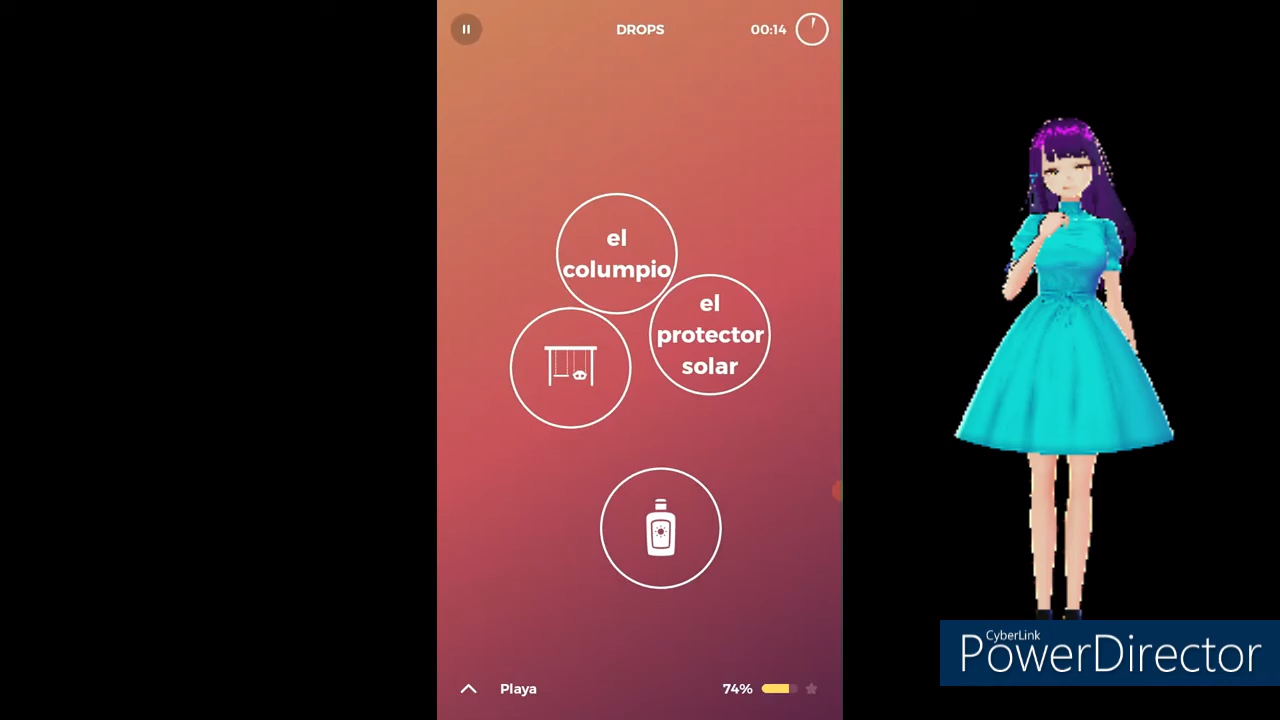 DROPS
00:14
el
columpio
el
protector
solar
Playa
74%
CyberLink
PowerDirector